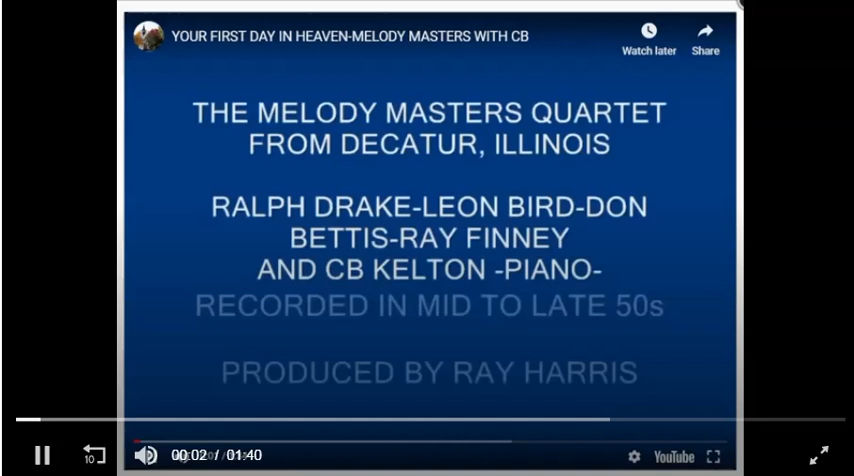 YOUR FIRST DAY IN HEAVEN-MELODY MASTERS WITH CB
Watch later
Share
THE MELODY MASTERS QUARTET
FROM DECATUR, ILLINOIS
RALPH DRAKE-LEON BIRD-DON
BETTIS-RAY FINNEY
AND CB KELTON -PIANO-
RECORDED IN MID TO LATE 50s
PRODUCED BY RAY HARRIS
10
00:02 / 01:40
YouTube